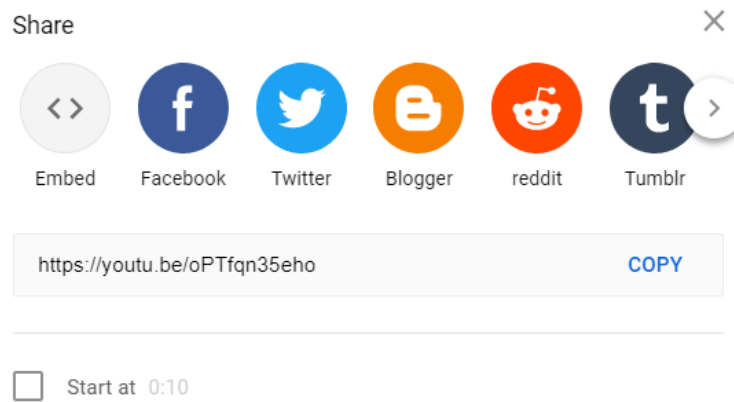 Share
Embed Facebook Twitter Blogger reddit Tumblr
https://youtu.be/oPTfqn35eho COPY
Start at 0:10